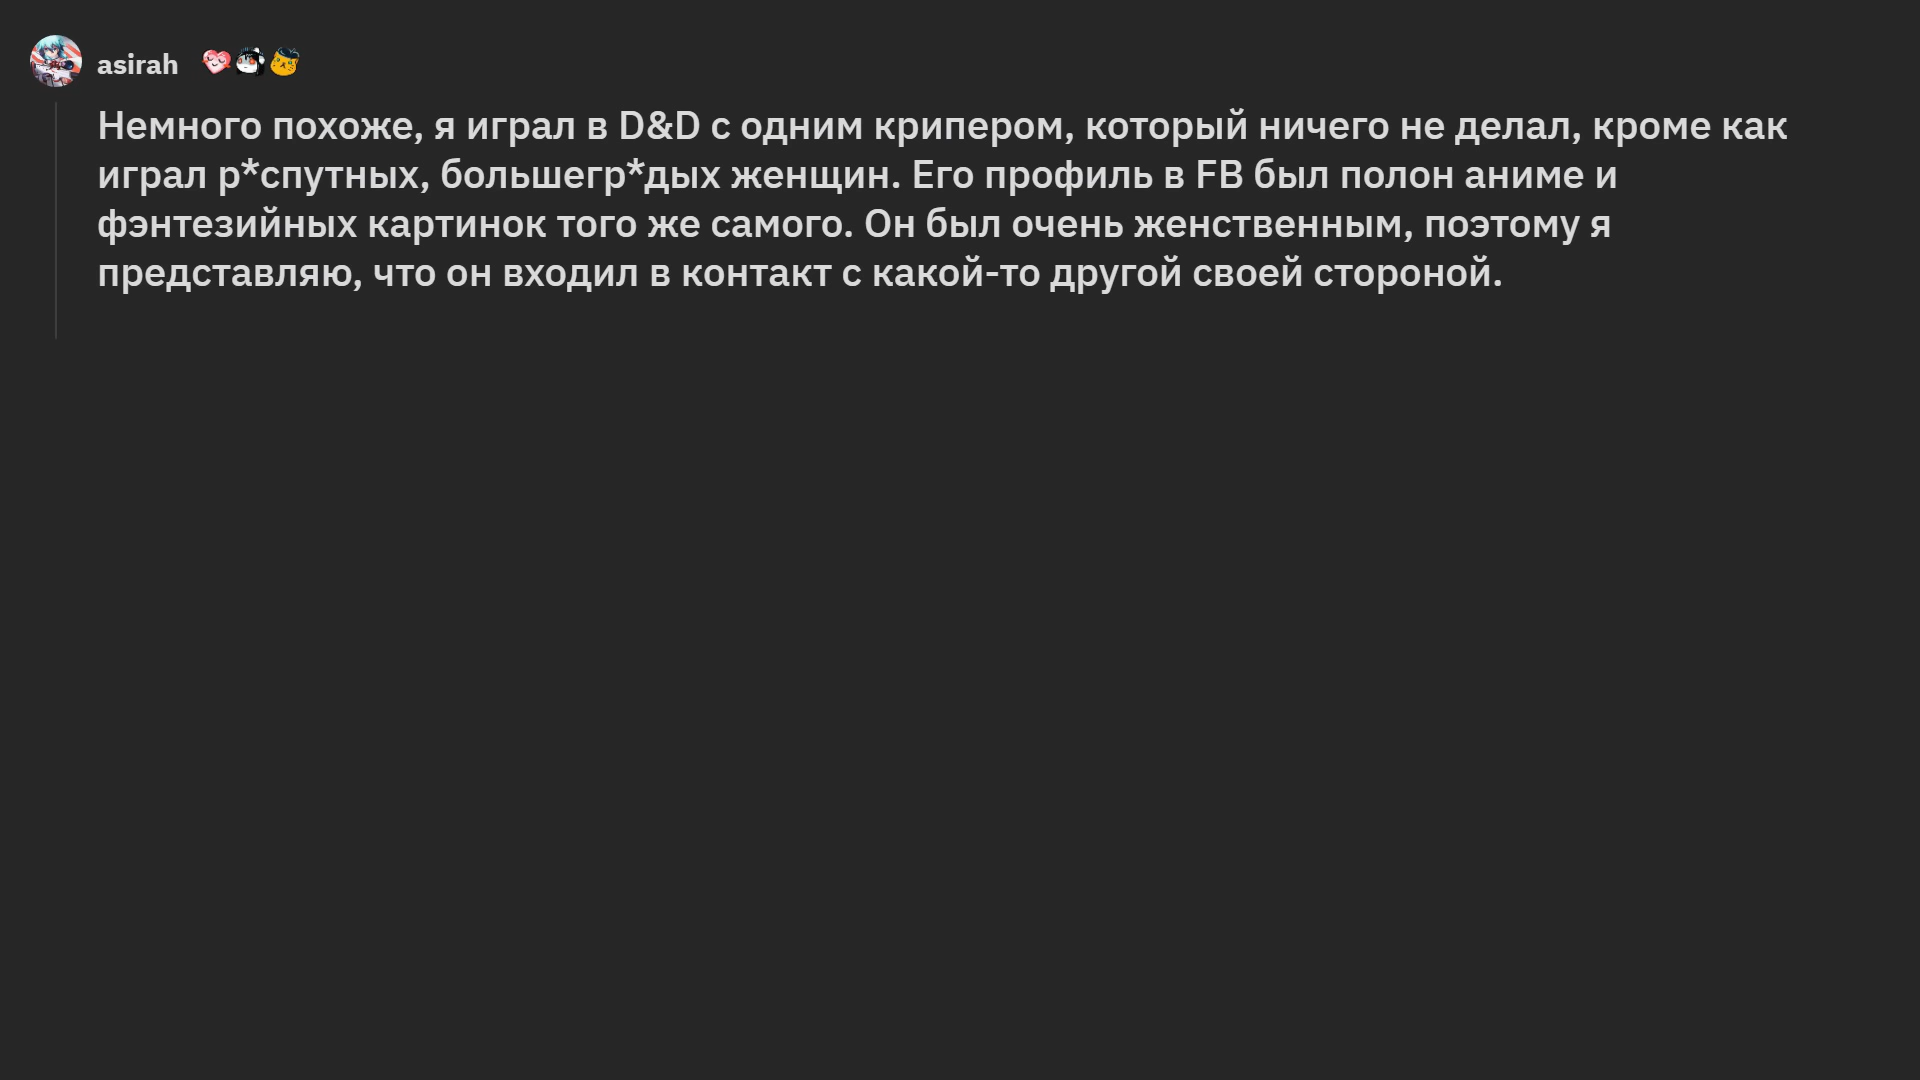 asirah
Немного похоже, я играл в D&D с одним крипером, который ничего не делал, кроме как
играл р*спутных, большегр*дых женщин. Его профиль в FB был полон аниме и
фэнтезийных картинок того же самого. Он был очень женственным, поэтому я
представляю, что он входил в контакт с какой-то другой своей стороной.